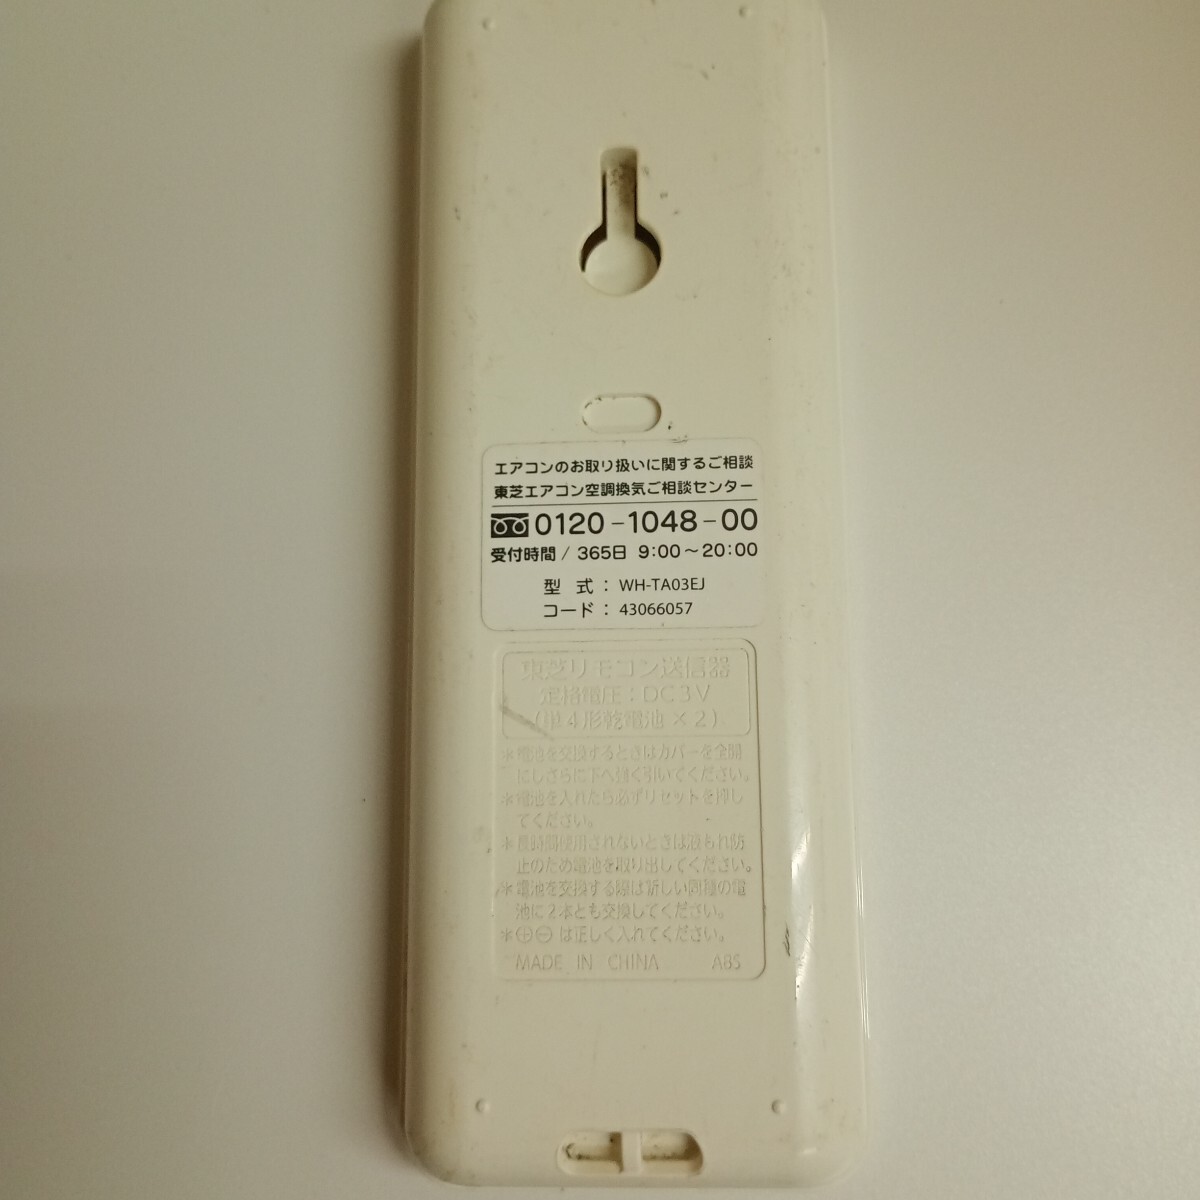 エアコンのお取り扱いに関するご相談
東芝エアコン空調換気ご相談センター
0120-1048-00
受付時間/365日 9:00~20:00
型 式: WH-TA03EJ
コード: 43066057
東芝リモコン送信器
定格電圧:DC3V
(単4形乾電池×2)
*電池を交換するときはカバーを全開
にしさらに下へ強く引いてください。
*電池を入れたら必ずリセットを押し
てください。
*長時間使用されないときは液もれ防
止のため電池を取り出してください。
*電池を交換する際は新しい同種の電
池に2本とも交換してください。
*⊕⊖は正しく入れてください。
MADE IN CHINA ABS